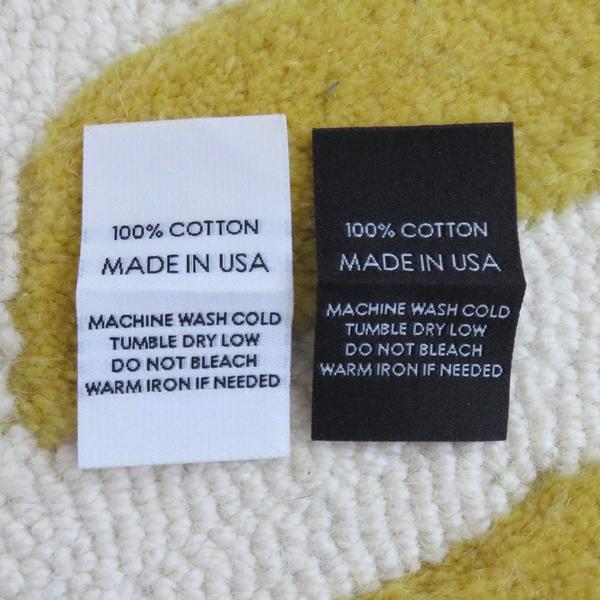 100% COTTON
MADE IN USA
MACHINE WASH COLD
TUMBLE DRY LOW
DO NOT BLEACH
WARM IRON IF NEEDED
100% COTTON
MADE IN USA
MACHINE WASH COLD
TUMBLE DRY LOW
DO NOT BLEACH
WARM IRON IF NEEDED